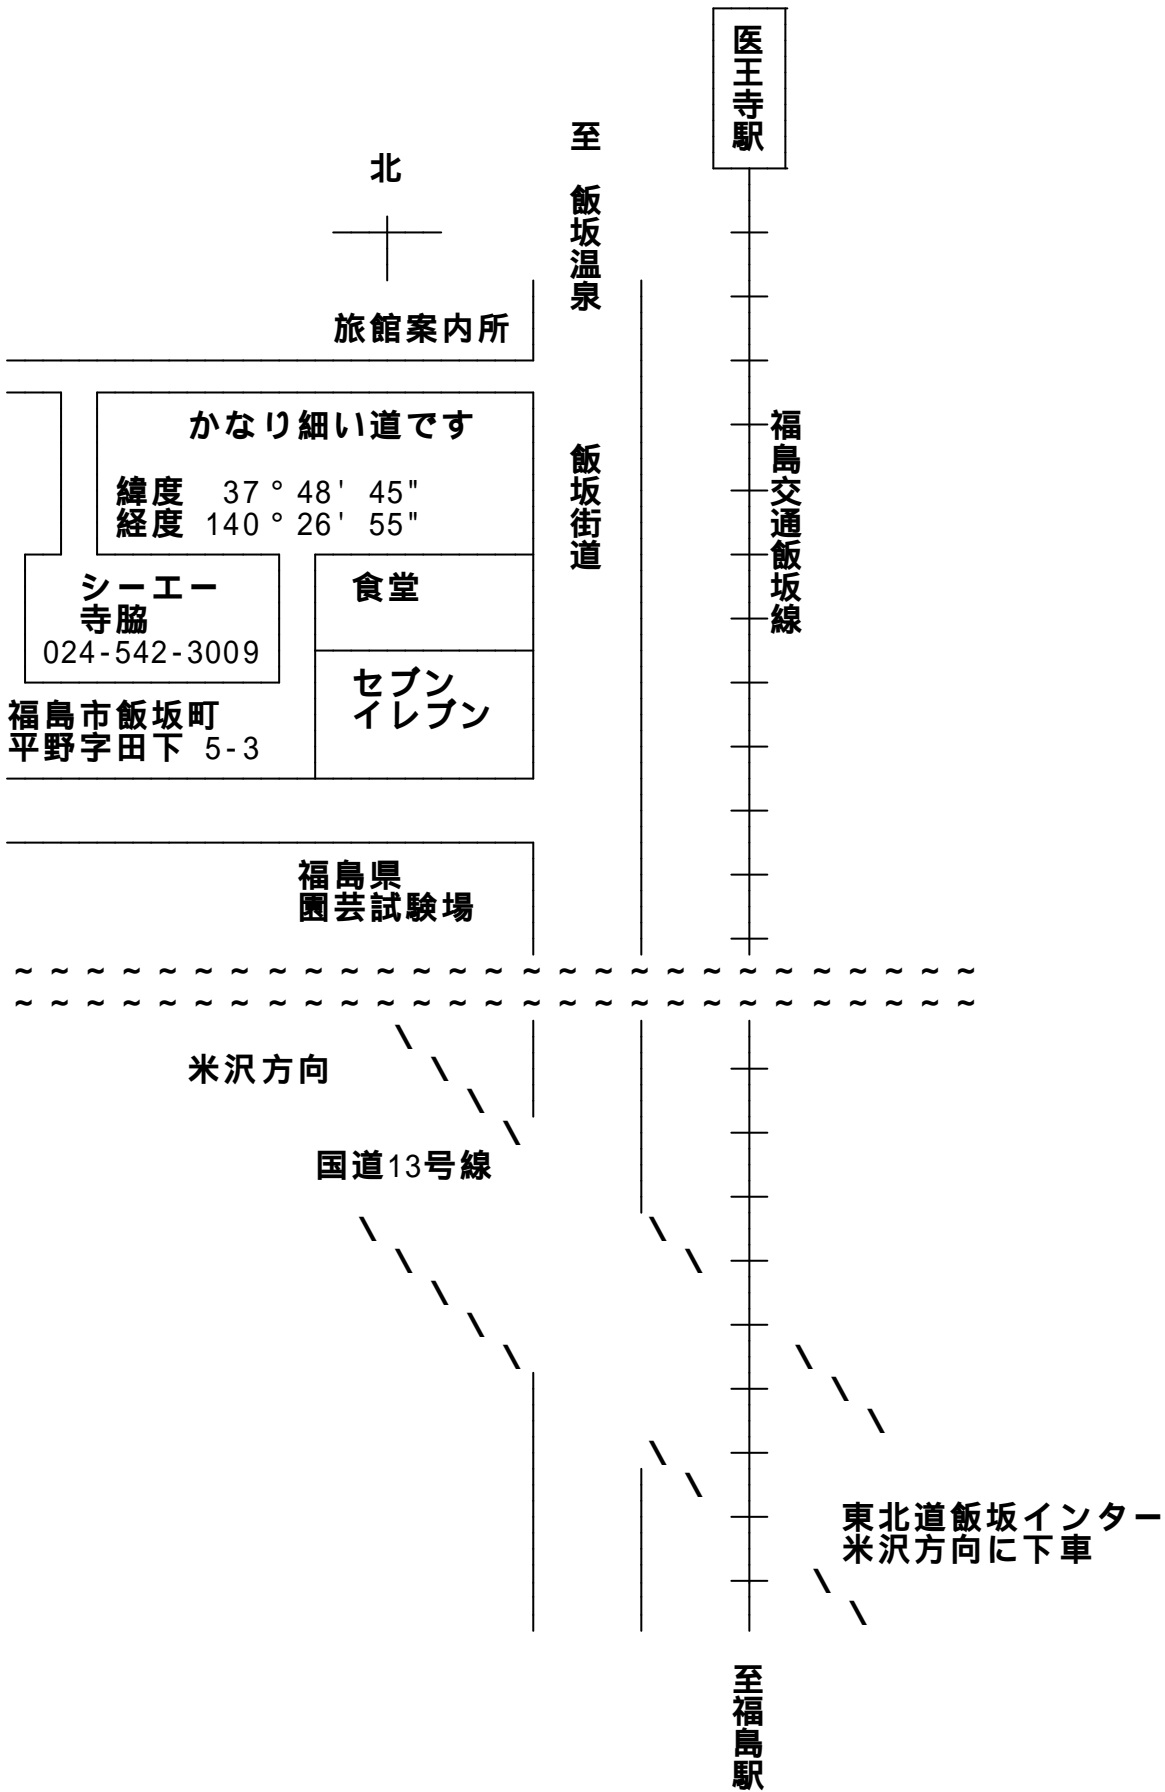 医王寺駅
北
至 飯坂温泉
旅館案内所
かなり細い道です
緯度 37°48' 45"
経度 140°26' 55"
飯坂街道
福島交通飯坂線
シーエー
寺脇
024-542-3009
食堂
セブン
イレブン
福島市飯坂町
平野字田下 5-3
福島県
園芸試験場
~ ~ ~ ~ ~ ~ ~ ~ ~ ~ ~ ~ ~ ~ ~ ~ ~ ~ ~ ~ ~ ~ ~ ~ ~ ~ ~
~ ~ ~ ~ ~ ~ ~ ~ ~ ~ ~ ~ ~ ~ ~ ~ ~ ~ ~ ~ ~ ~ ~ ~ ~ ~ ~
米沢方向
国道13号線
東北道飯坂インター
米沢方向に下車
至福島駅